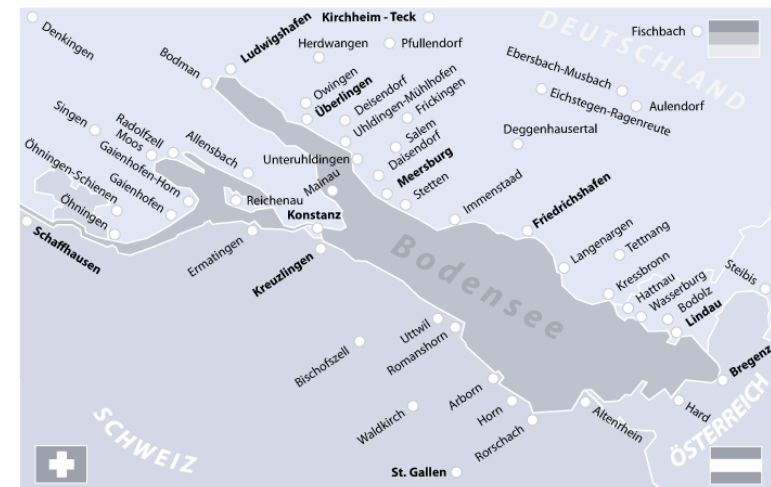 Kirchheim - Teck
DEUTSCHLAND
Fischbach
Denkingen
Ludwigshafen
Herdwangen
Pfullendorf
Bodman
Ebersbach-Musbach
Owingen
Überlingen
Deisendorf
Uhldingen-Mühlhofen
Frickingen
Eichstegen-Ragenreute
Aulendorf
Singen
Radolfzell
Moos
Allensbach
Salem
Deggenhausertal
Gaienhofen-Horn
Unteruhldingen
Daisendorf
Öhningen-Schienen
Gaienhofen
Mainau
Meersburg
Öhningen
Reichenau
Stetten
Immenstaad
Konstanz
Friedrichshafen
Schaffhausen
Ermatingen
Kreuzlingen
Bodensee
Langenargen
Tettnang
Kressbronn
Hattnau
Wasserburg
Bodolz
Lindau
Steibis
Uttwil
Romanshorn
Bischofszell
Bregenz
Arborn
Waldkirch
Horn
Rorschach
Altenrhein
Hard
SCHWEIZ
ÖSTERREICH
St. Gallen